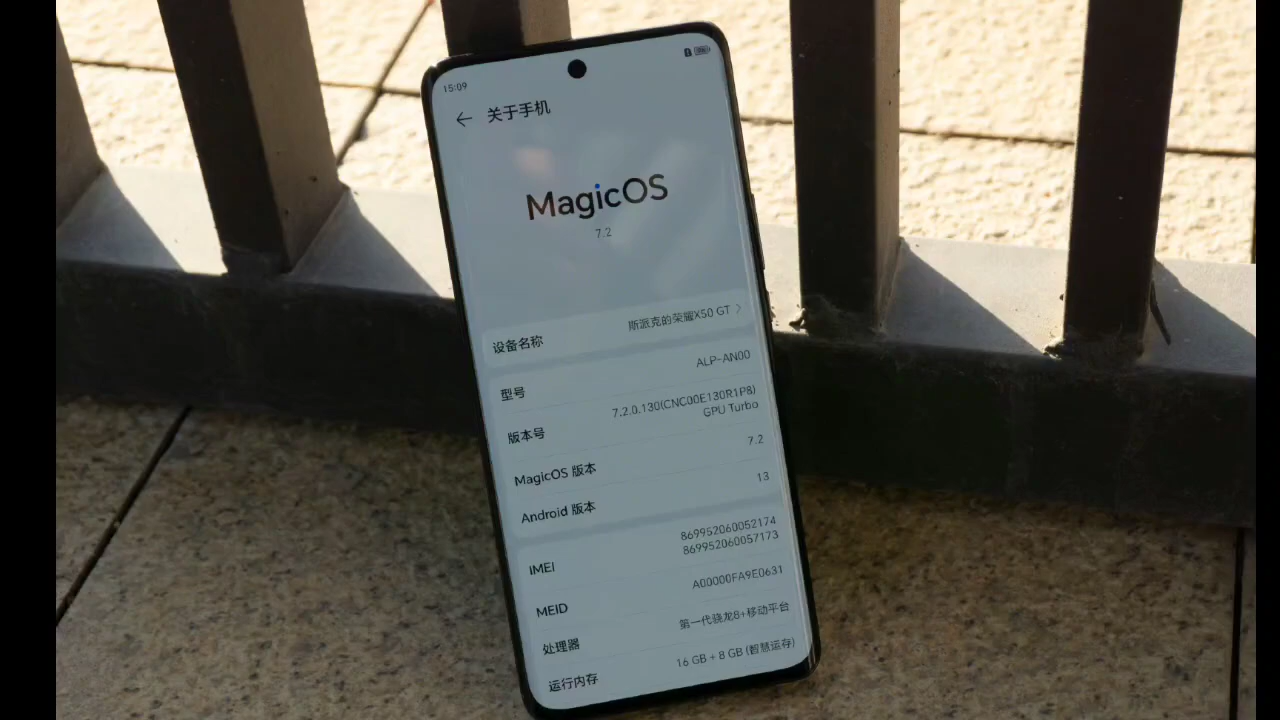 15:09
关于手机
MagicOS
7.2
设备名称 斯派克的荣耀X50 GT
型号 ALP-AN00
版本号 7.2.0.130(CNC00E130R1P8)
GPU Turbo
MagicOS 版本 7.2
Android 版本 13
IMEI 869952060052174
869952060057173
MEID A00000FA9E0631
处理器 第一代骁龙8+移动平台
运行内存 16 GB + 8 GB (智慧运存)